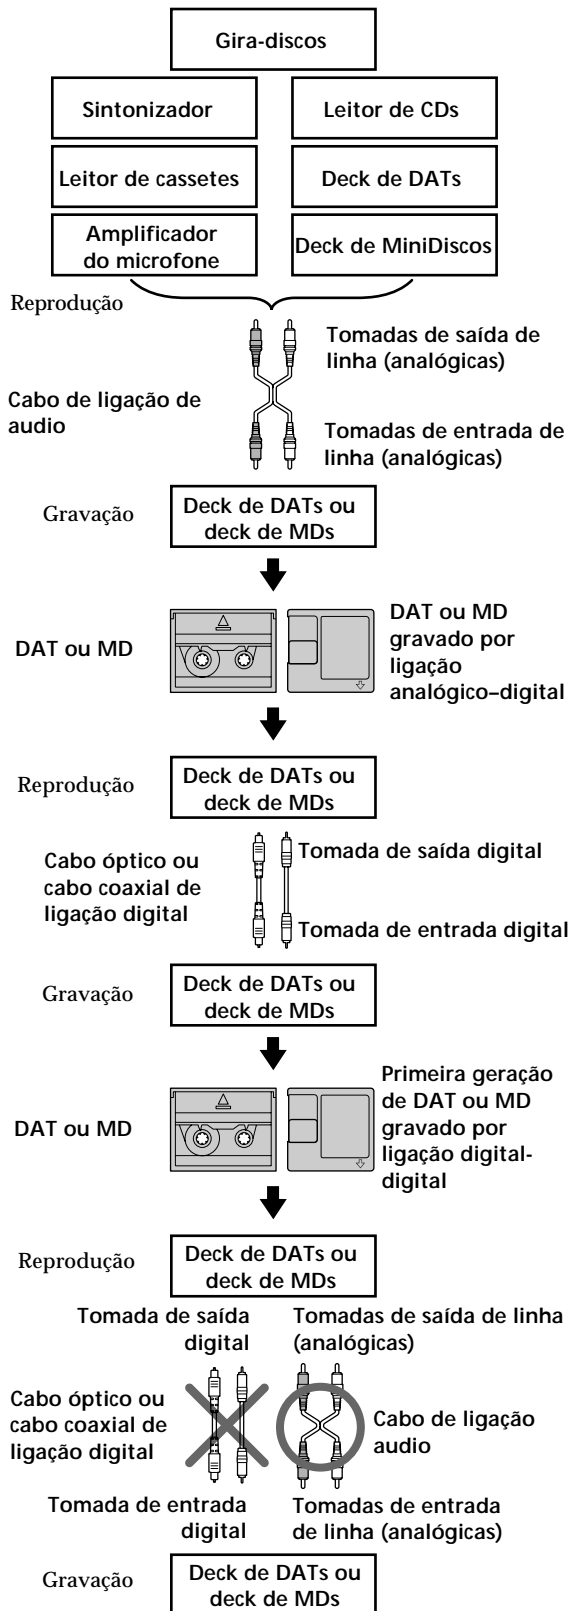 Gira-discos
Sintonizador
Leitor de CDs
Leitor de cassetes
Deck de DATs
Amplificador
do microfone
Deck de MiniDiscos
Reprodução
Tomadas de saída de
linha (analógicas)
Cabo de ligação de
audio
Tomadas de entrada de
linha (analógicas)
Gravação
Deck de DATs ou
deck de MDs
DAT ou MD
DAT ou MD
gravado por
ligação
analógico–digital
Reprodução
Deck de DATs ou
deck de MDs
Cabo óptico ou
cabo coaxial de
ligação digital
Tomada de saída digital
Tomada de entrada digital
Gravação
Deck de DATs ou
deck de MDs
DAT ou MD
Primeira geração
de DAT ou MD
gravado por
ligação digital-
digital
Reprodução
Deck de DATs ou
deck de MDs
Tomada de saída
digital
Tomadas de saída de linha
(analógicas)
Cabo óptico ou
cabo coaxial de
ligação digital
Cabo de ligação
audio
Tomada de entrada
digital
Tomadas de entrada
de linha (analógicas)
Gravação
Deck de DATs ou
deck de MDs